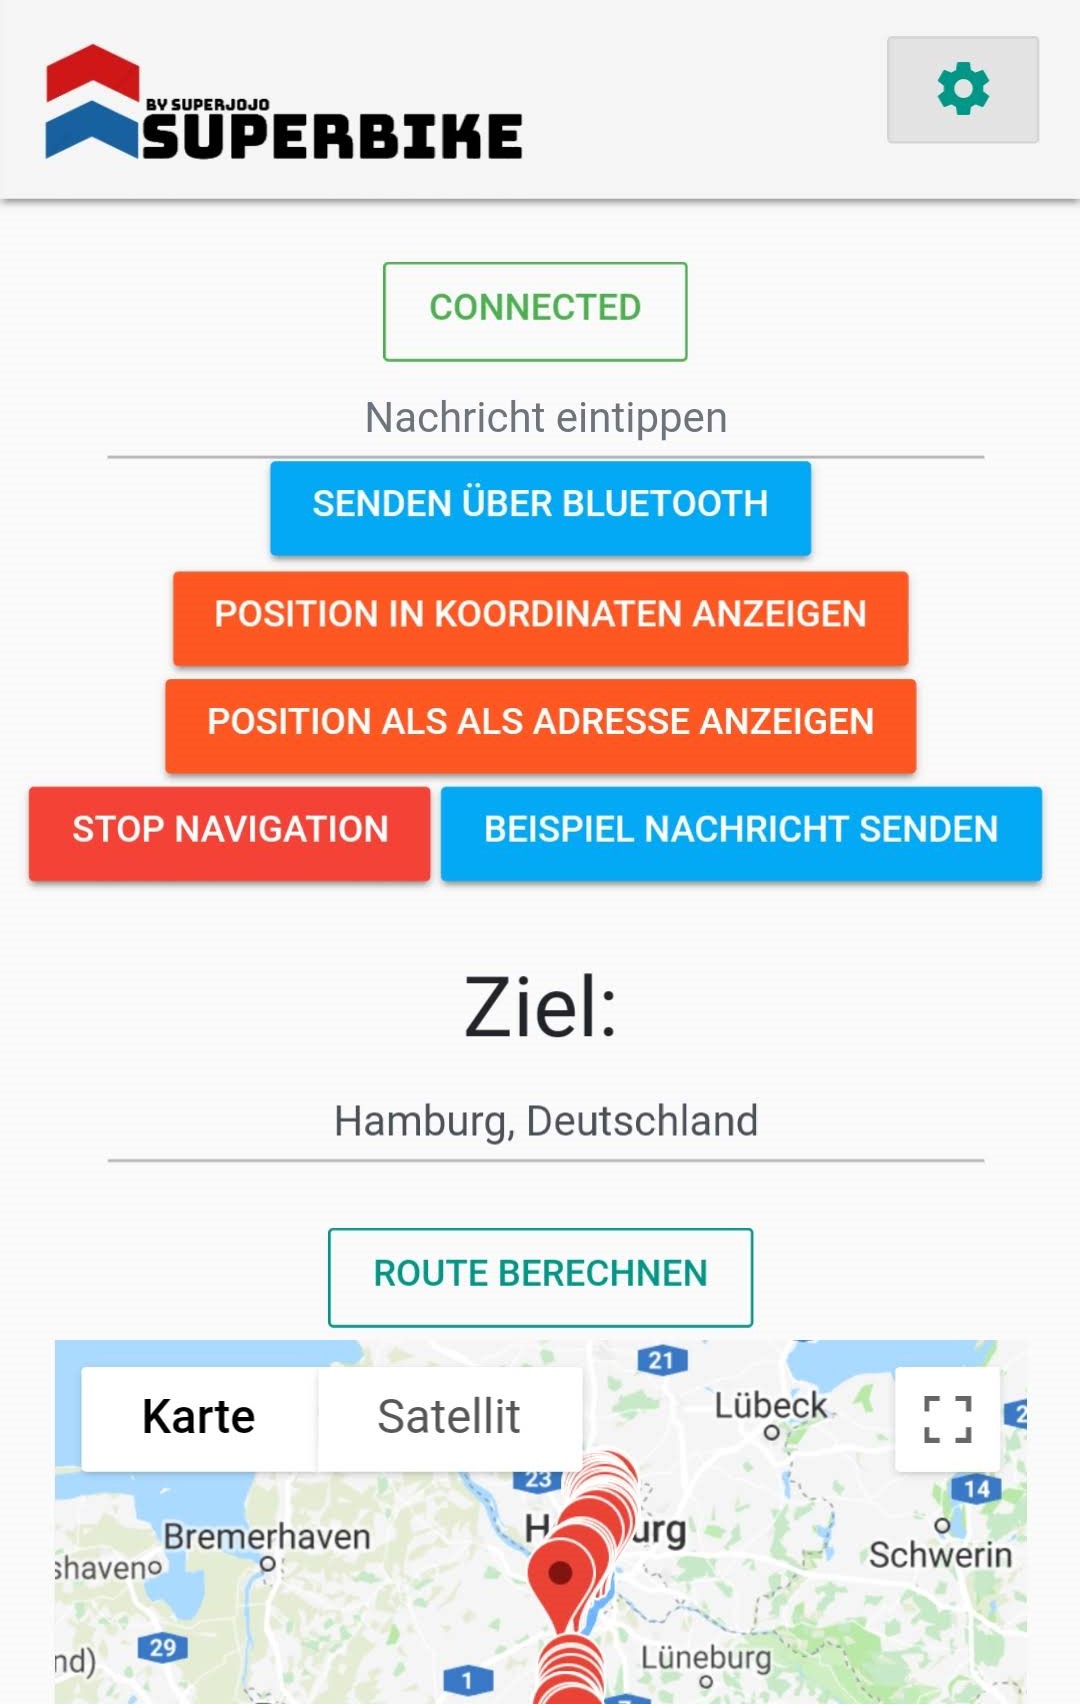 BY SUPERJOJO
SUPERBIKE
CONNECTED
Nachricht eintippen
SENDEN ÜBER BLUETOOTH
POSITION IN KOORDINATEN ANZEIGEN
POSITION ALS ALS ADRESSE ANZEIGEN
STOP NAVIGATION
BEISPIEL NACHRICHT SENDEN
Ziel:
Hamburg, Deutschland
ROUTE BERECHNEN
21
Karte
Satellit
Lübeck
2
23
14
H
urg
Bremerhaven
Schwerin
shaven
29
nd)
Lüneburg
1
7